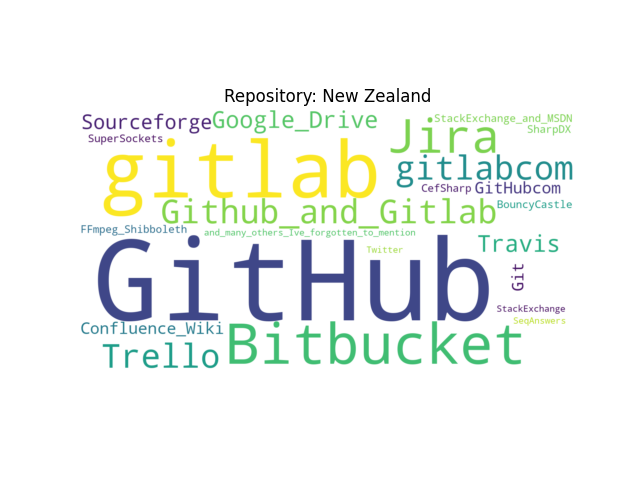 Repository: New Zealand
Sourceforge
Google_Drive
StackExchange_and_MSDN
SharpDX
SuperSockets
Jira
gitlab
gitlabcom
CefSharp
GitHubcom
Github_and_Gitlab
BouncyCastle
FFmpeg_Shibboleth
and_many_others_Ive_forgotten_to_mention
Twitter
Travis
GitHub
Git
StackExchange
SeqAnswers
Confluence_Wiki
Bitbucket
Trello